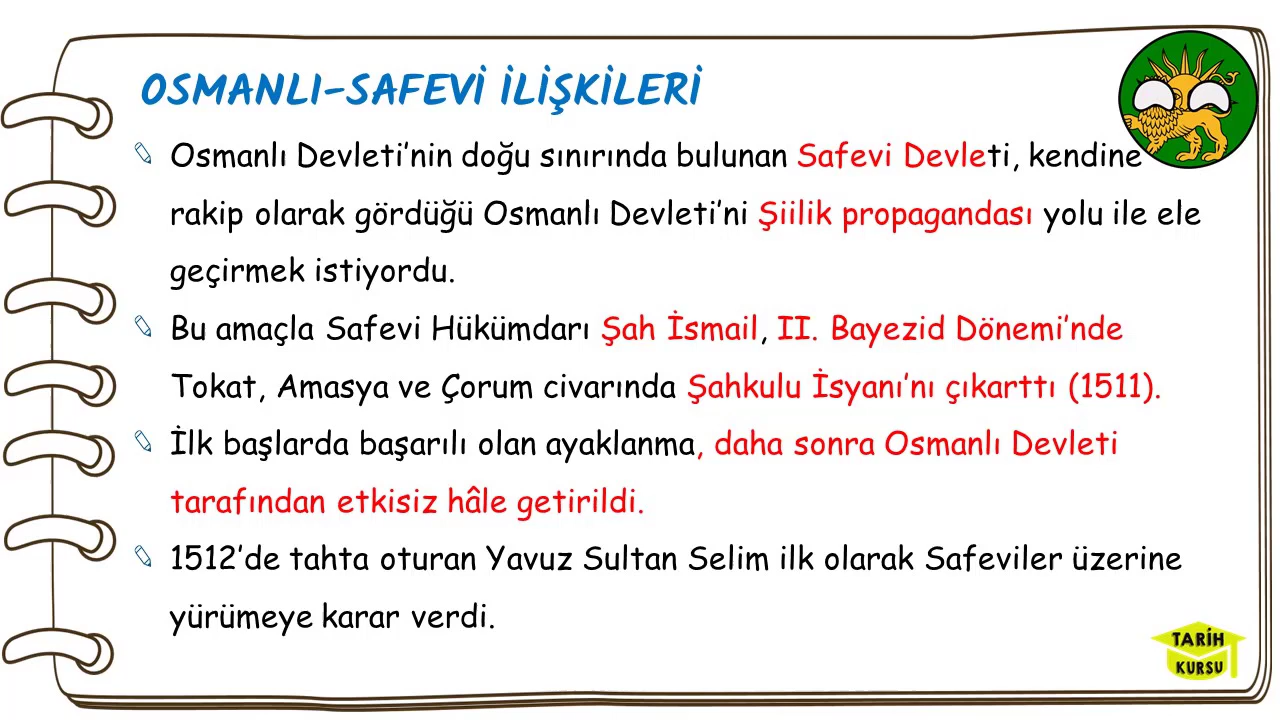 OSMANLI-SAFEVİ İLİŞKİLERİ
Osmanlı Devleti’nin doğu sınırında bulunan Safevi Devleti, kendine
rakip olarak gördüğü Osmanlı Devleti’ni Şiilik propagandası yolu ile ele
geçirmek istiyordu.
Bu amaçla Safevi Hükümdarı Şah İsmail, II. Bayezid Dönemi’nde
Tokat, Amasya ve Çorum civarında Şahkulu İsyanı’nı çıkarttı (1511).
İlk başlarda başarılı olan ayaklanma, daha sonra Osmanlı Devleti
tarafından etkisiz hâle getirildi.
1512’de tahta oturan Yavuz Sultan Selim ilk olarak Safeviler üzerine
yürümeye karar verdi.
TARİH
KURSU